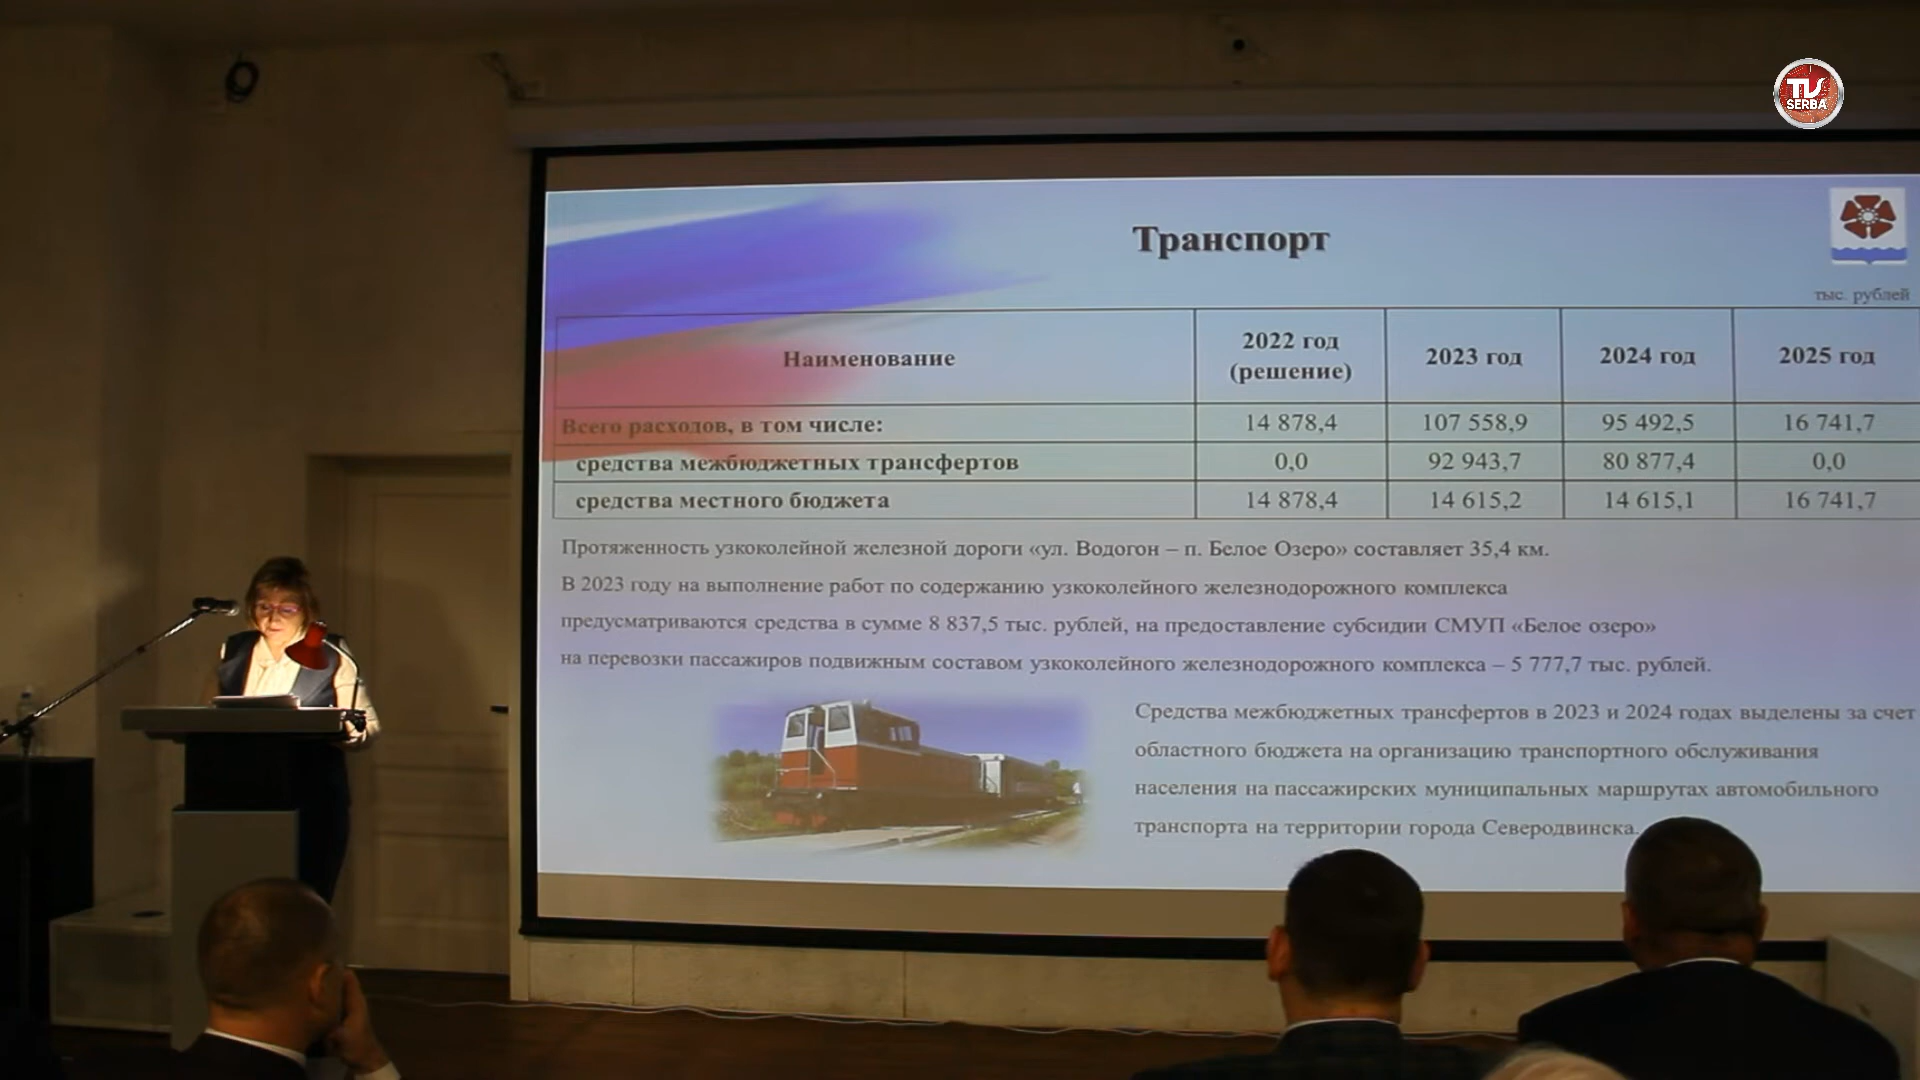 TV
SERBA
Транспорт
тыс. рублей
Наименование 2022 год (решение) 2023 год 2024 год 2025 год
Всего расходов, в том числе: 14 878,4 107 558,9 95 492,5 16 741,7
средства межбюджетных трансфертов 0,0 92 943,7 80 877,4 0,0
средства местного бюджета 14 878,4 14 615,2 14 615,1 16 741,7
Протяженность узкоколейной железной дороги «ул. Водогон – п. Белое Озеро» составляет 35,4 км.
В 2023 году на выполнение работ по содержанию узкоколейного железнодорожного комплекса
предусматриваются средства в сумме 8 837,5 тыс. рублей, на предоставление субсидии СМУП «Белое озеро»
на перевозки пассажиров подвижным составом узкоколейного железнодорожного комплекса – 5 777,7 тыс. рублей.
Средства межбюджетных трансфертов в 2023 и 2024 годах выделены за счет
областного бюджета на организацию транспортного обслуживания
населения на пассажирских муниципальных маршрутах автомобильного
транспорта на территории города Северодвинска.